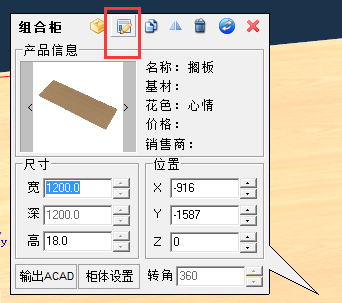 组合柜
产品信息
名称：搁板
基材：
花色：心情
价格：
销售商：
尺寸
宽 1200.0
深 1200.0
高 18.0
位置
X -916
Y -1587
Z 0
输出ACAD 柜体设置 转角 360
y